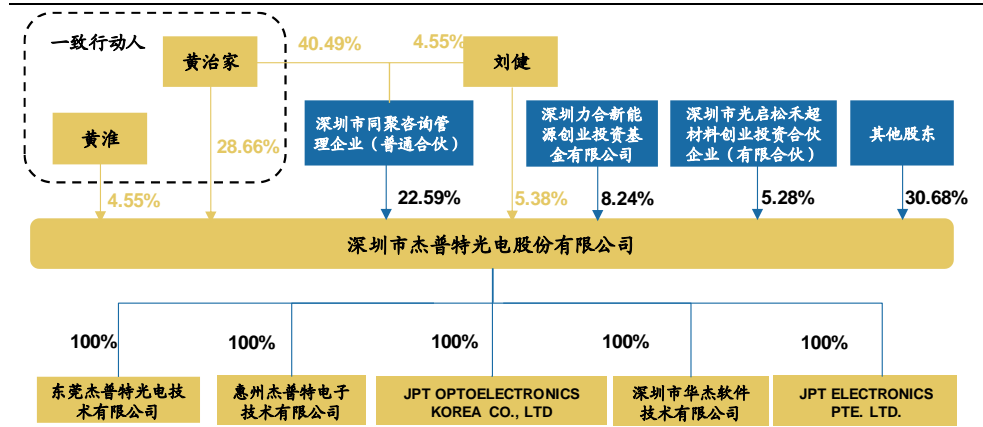 一致行动人
黄治家
40.49%
4.55%
刘健
黄淮
28.66%
深圳市同聚咨询管
理企业（普通合伙）
深圳力合新能
源创业投资基
金有限公司
深圳市光启松禾超
材料创业投资合伙
企业（有限合伙）
其他股东
4.55%
22.59%
5.38%
8.24%
5.28%
30.68%
深圳市杰普特光电股份有限公司
100%
100%
100%
100%
100%
东莞杰普特光电技
术有限公司
惠州杰普特电子
技术有限公司
JPT OPTOELECTRONICS
KOREA CO., LTD
深圳市华杰软件
技术有限公司
JPT ELECTRONICS
PTE. LTD.